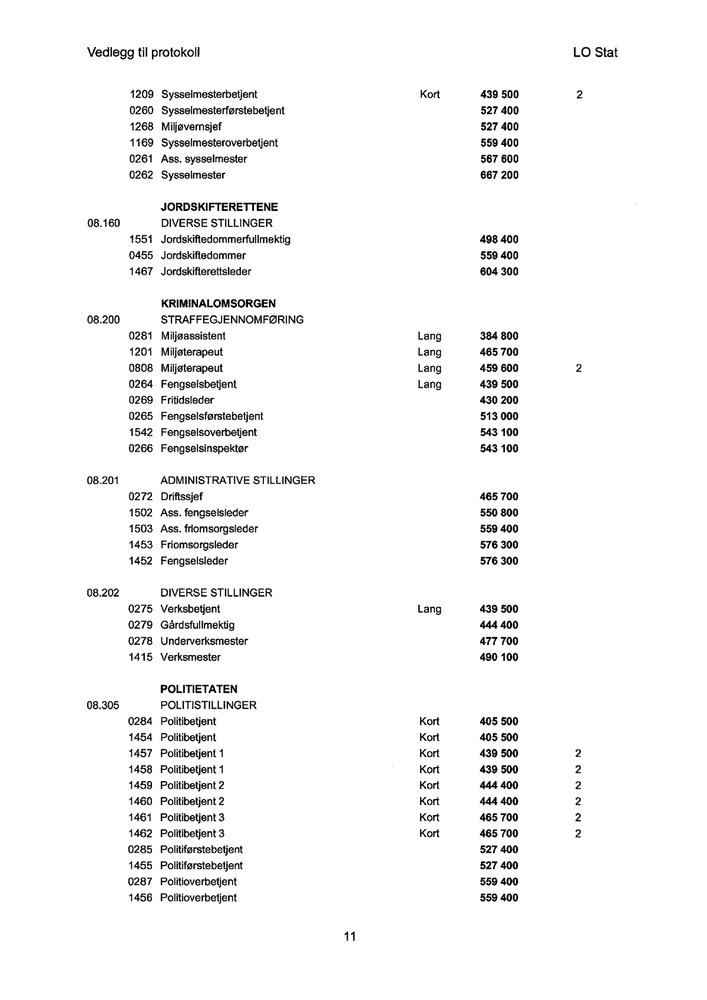 Vedlegg til protokoll LO Stat
1209 Sysselmesterbetjent Kort 439 500 2
0260 Sysselmesterførstebetjent 527 400
1268 Miljøvernsjef 527 400
1169 Sysselmesteroverbetjent 559 400
0261 Ass. sysselmester 567 600
0262 Sysselmester 667 200
JORDSKIFTERETTENE
08.160 DIVERSE STILLINGER
1551 Jordskiftedommerfullmektig 498 400
0455 Jordskiftedommer 559 400
1467 Jordskifterettsleder 604 300
KRIMINALOMSORGEN
08.200 STRAFFEGJENNOMFØRING
0281 Miljøassistent Lang 384 800
1201 Miljøterapeut Lang 465 700
0808 Miljøterapeut Lang 459 600 2
0264 Fengselsbetjent Lang 439 500
0269 Fritidsleder 430 200
0265 Fengselsførstebetjent 513 000
1542 Fengselsoverbetjent 543 100
0266 Fengselsinspektør 543 100
08.201 ADMINISTRATIVE STILLINGER
0272 Driftssjef 465 700
1502 Ass. fengselsleder 550 800
1503 Ass. friomsorgsleder 559 400
1453 Friomsorgsleder 576 300
1452 Fengselsleder 576 300
08.202 DIVERSE STILLINGER
0275 Verksbetjent Lang 439 500
0279 Gårdsfullmektig 444 400
0278 Underverksmester 477 700
1415 Verksmester 490 100
POLITIETATEN
08.305 POLITISTILLINGER
0284 Politibetjent Kort 405 500
1454 Politibetjent Kort 405 500
1457 Politibetjent 1 Kort 439 500 2
1458 Politibetjent 1 Kort 439 500 2
1459 Politibetjent 2 Kort 444 400 2
1460 Politibetjent 2 Kort 444 400 2
1461 Politibetjent 3 Kort 465 700 2
1462 Politibetjent 3 Kort 465 700 2
0285 Politiførstebetjent 527 400
1455 Politiførstebetjent 527 400
0287 Politioverbetjent 559 400
1456 Politioverbetjent 559 400
11